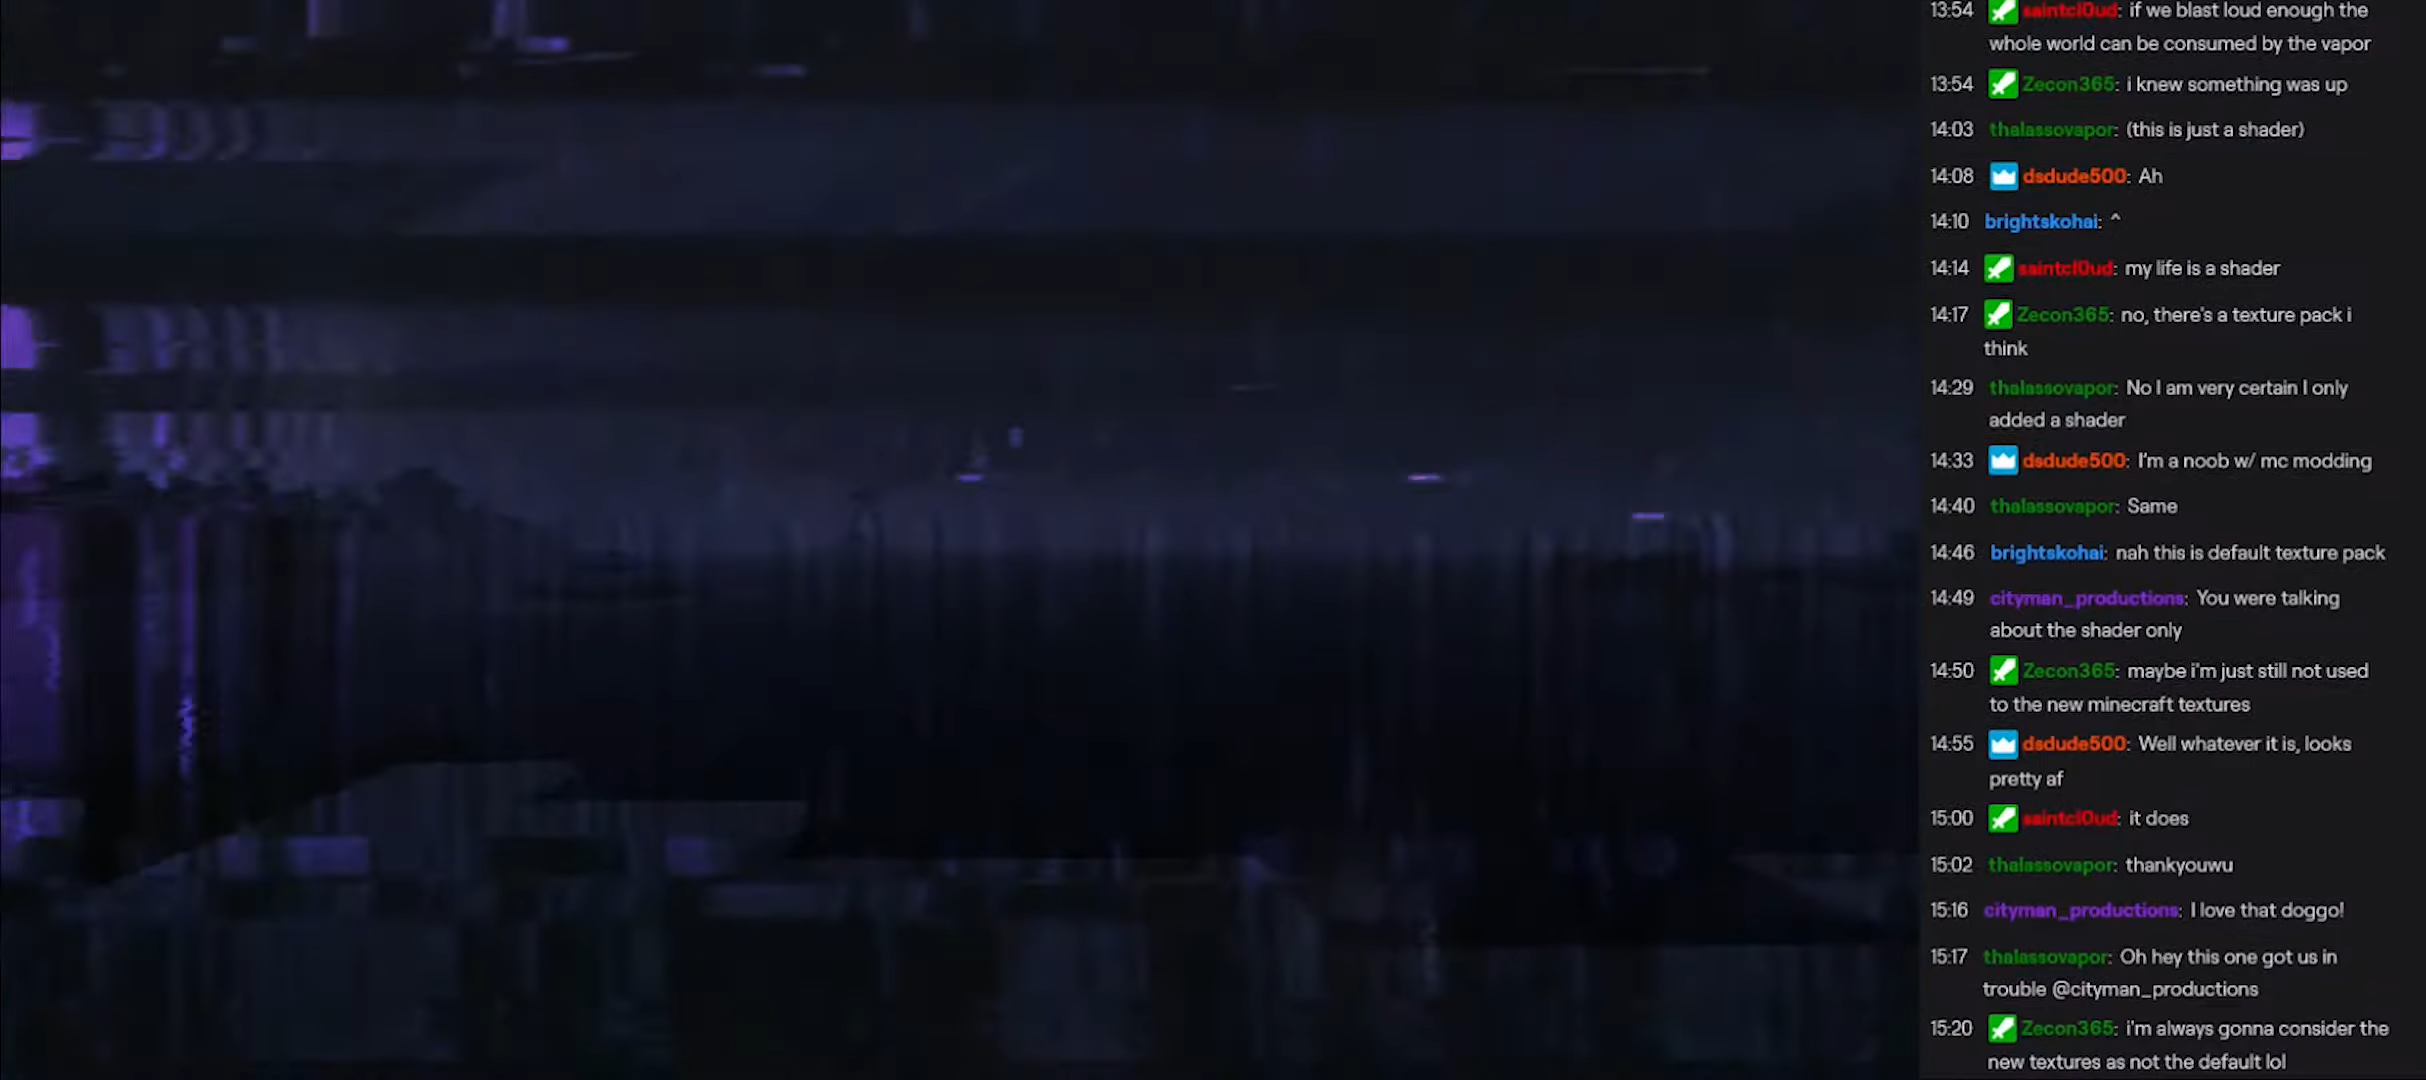 13:54 saintcl0ud: if we blast loud enough the
whole world can be consumed by the vapor
13:54 Zecon365: i knew something was up
14:03 thalassovapor: (this is just a shader)
14:08 dsdude500: Ah
14:10 brightskohai: ^
14:14 saintcl0ud: my life is a shader
14:17 Zecon365: no, there's a texture pack i
think
14:29 thalassovapor: No I am very certain I only
added a shader
14:33 dsdude500: I'm a noob w/ mc modding
14:40 thalassovapor: Same
14:46 brightskohai: nah this is default texture pack
14:49 cityman_productions: You were talking
about the shader only
14:50 Zecon365: maybe i'm just still not used
to the new minecraft textures
14:55 dsdude500: Well whatever it is, looks
pretty af
15:00 saintcl0ud: it does
15:02 thalassovapor: thankyouwu
15:16 cityman_productions: I love that doggo!
15:17 thalassovapor: Oh hey this one got us in
trouble @cityman_productions
15:20 Zecon365: i'm always gonna consider the
new textures as not the default lol